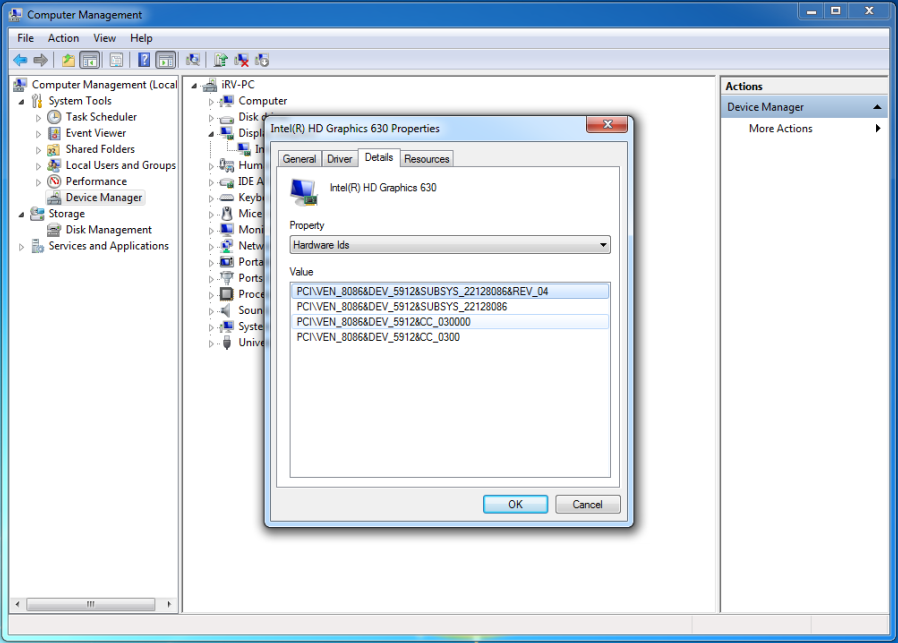 Computer Management
File Action View Help
Computer Management (Local
System Tools
Task Scheduler
Event Viewer
Shared Folders
Local Users and Groups
Performance
Device Manager
Storage
Disk Management
Services and Applications
iRV-PC
Computer
Disk d
Displa
In
Hum
IDE A
Keybo
Mice
Moni
Netw
Porta
Ports
Proce
Soun
Syste
Unive
Intel(R) HD Graphics 630 Properties
General Driver Details Resources
Intel(R) HD Graphics 630
Property
Hardware Ids
Value
PCI\VEN_8086&DEV_5912&SUBSYS_22128086&REV_04
PCI\VEN_8086&DEV_5912&SUBSYS_22128086
PCI\VEN_8086&DEV_5912&CC_030000
PCI\VEN_8086&DEV_5912&CC_0300
OK Cancel
Actions
Device Manager
More Actions